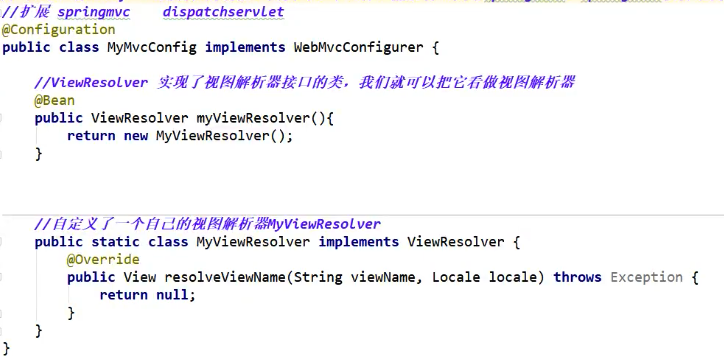 //扩展 springmvc dispatchservlet
@Configuration
public class MyMvcConfig implements WebMvcConfigurer {
//ViewResolver 实现了视图解析器接口的类，我们就可以把它看做视图解析器
@Bean
public ViewResolver myViewResolver(){
return new MyViewResolver();
}
//自定义了一个自己的视图解析器MyViewResolver
public static class MyViewResolver implements ViewResolver {
@Override
public View resolveViewName(String viewName, Locale locale) throws Exception {
return null;
}
}
}